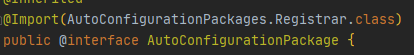 @Inherited
@Import(AutoConfigurationPackages.Registrar.class)
public @interface AutoConfigurationPackage {